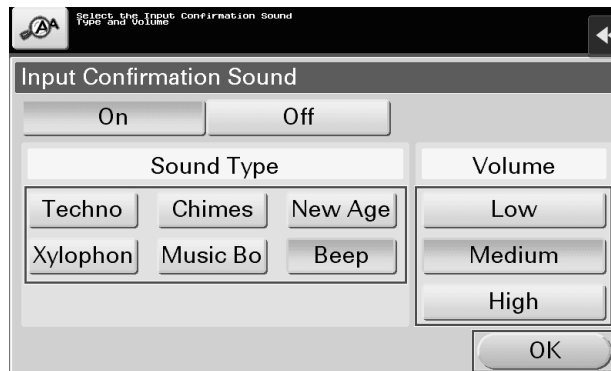 Select the Input Confirmation Sound
Type and Volume
Input Confirmation Sound
On Off
Sound Type Volume
Techno Chimes New Age Low
Xylophon Music Bo Beep Medium
High
OK